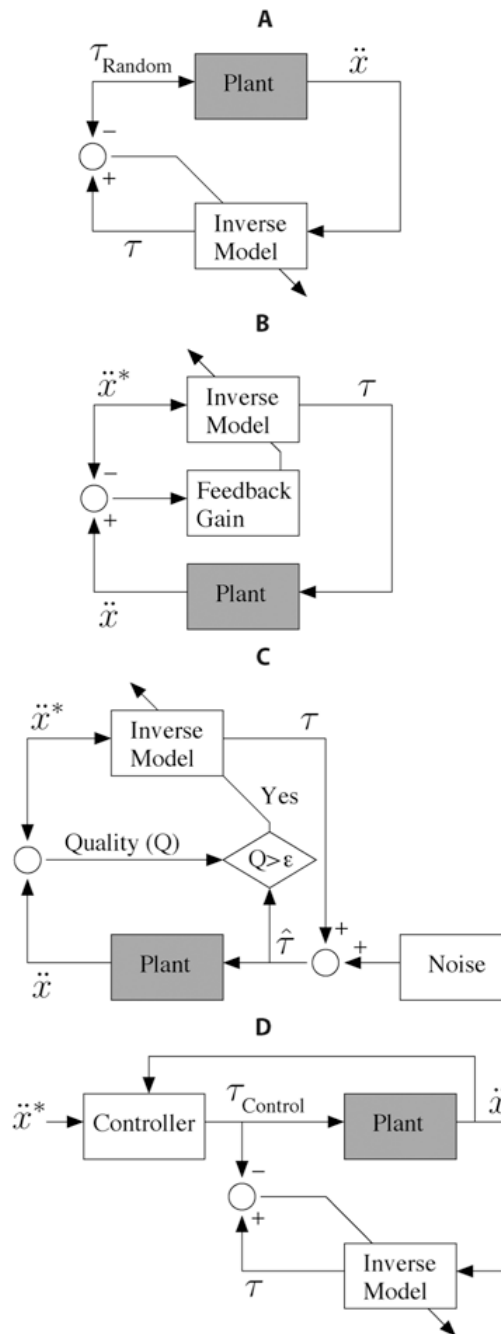 A
τ_Random
Plant
ẍ
−
+
Inverse
Model
τ
B
ẍ*
Inverse
Model
τ
−
+
Feedback
Gain
Plant
ẍ
C
ẍ*
Inverse
Model
τ
Yes
Quality (Q)
Q> ε
τ̂
+
+
Plant
Noise
ẍ
D
ẍ*
Controller
τ_Control
Plant
−
+
Inverse
Model
τ